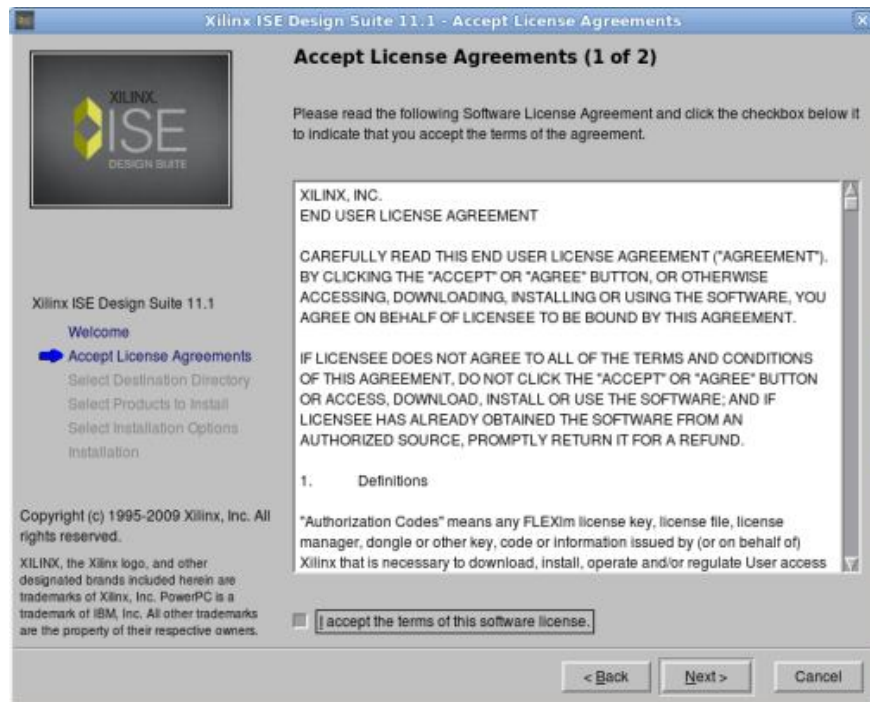 Xilinx ISE Design Suite 11.1 - Accept License Agreements
XILINX.
ISE
DESIGN SUITE
Xilinx ISE Design Suite 11.1
Welcome
Accept License Agreements
Select Destination Directory
Select Products to Install
Select Installation Options
Installation
Copyright (c) 1995-2009 Xilinx, Inc. All
rights reserved.
XILINX, the Xilinx logo, and other
designated brands included herein are
trademarks of Xilinx, Inc. PowerPC is a
trademark of IBM, Inc. All other trademarks
are the property of their respective owners.
Accept License Agreements (1 of 2)
Please read the following Software License Agreement and click the checkbox below it
to indicate that you accept the terms of the agreement.
XILINX, INC.
END USER LICENSE AGREEMENT
CAREFULLY READ THIS END USER LICENSE AGREEMENT ("AGREEMENT").
BY CLICKING THE "ACCEPT" OR "AGREE" BUTTON, OR OTHERWISE
ACCESSING, DOWNLOADING, INSTALLING OR USING THE SOFTWARE, YOU
AGREE ON BEHALF OF LICENSEE TO BE BOUND BY THIS AGREEMENT.
IF LICENSEE DOES NOT AGREE TO ALL OF THE TERMS AND CONDITIONS
OF THIS AGREEMENT, DO NOT CLICK THE "ACCEPT" OR "AGREE" BUTTON
OR ACCESS, DOWNLOAD, INSTALL OR USE THE SOFTWARE; AND IF
LICENSEE HAS ALREADY OBTAINED THE SOFTWARE FROM AN
AUTHORIZED SOURCE, PROMPTLY RETURN IT FOR A REFUND.
1. Definitions
"Authorization Codes" means any FLEXlm license key, license file, license
manager, dongle or other key, code or information issued by (or on behalf of)
Xilinx that is necessary to download, install, operate and/or regulate User access
I accept the terms of this software license.
< Back
Next >
Cancel